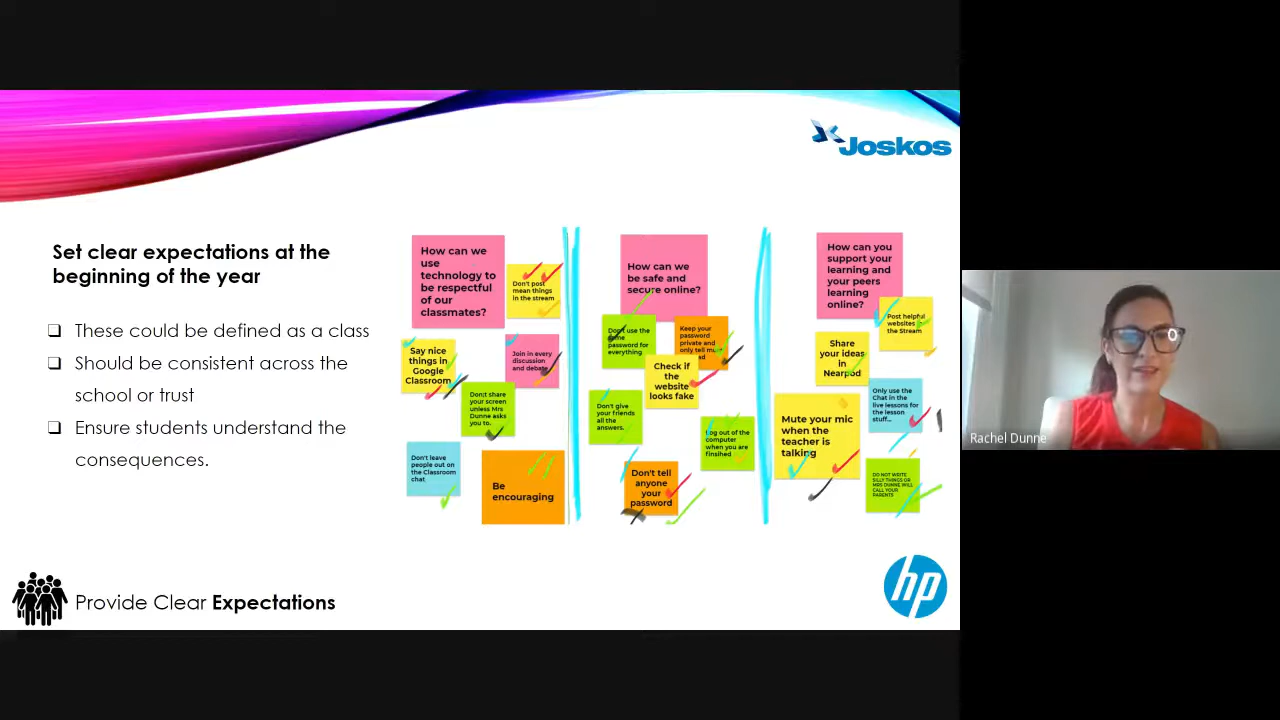 Joskos
Set clear expectations at the
beginning of the year
These could be defined as a class
Should be consistent across the
school or trust
Ensure students understand the
consequences.
How can we
use
technology to
be respectful
of our
classmates?
Don't post
mean things
in the stream
Say nice
things in
Google
Classroom
Join in every
discussion
and debate
Don't share
your screen
unless Mrs
Dunne asks
you to.
Don't leave
people out on
the Classroom
chat
Be
encouraging
How can we
be safe and
secure online?
Don't use the
same
password for
everything
Keep your
password
private and
only tell
Check if
the
website
looks fake
Don't give
your friends
all the
answers.
Log out of the
computer
when you are
finsihed
Don't tell
anyone
your
password
How can you
support your
learning and
your peers
learning
online?
Post helpful
websites
the Stream
Share
your ideas
in
Nearpod
Only use the
Chat in the
live lessons for
the lesson
stuff...
Mute your mic
when the
teacher is
talking
DO NOT WRITE
SILLY THINGS OR
MRS DUNNE WILL
CALL YOUR
PARENTS
Provide Clear Expectations
hp
Rachel Dunne